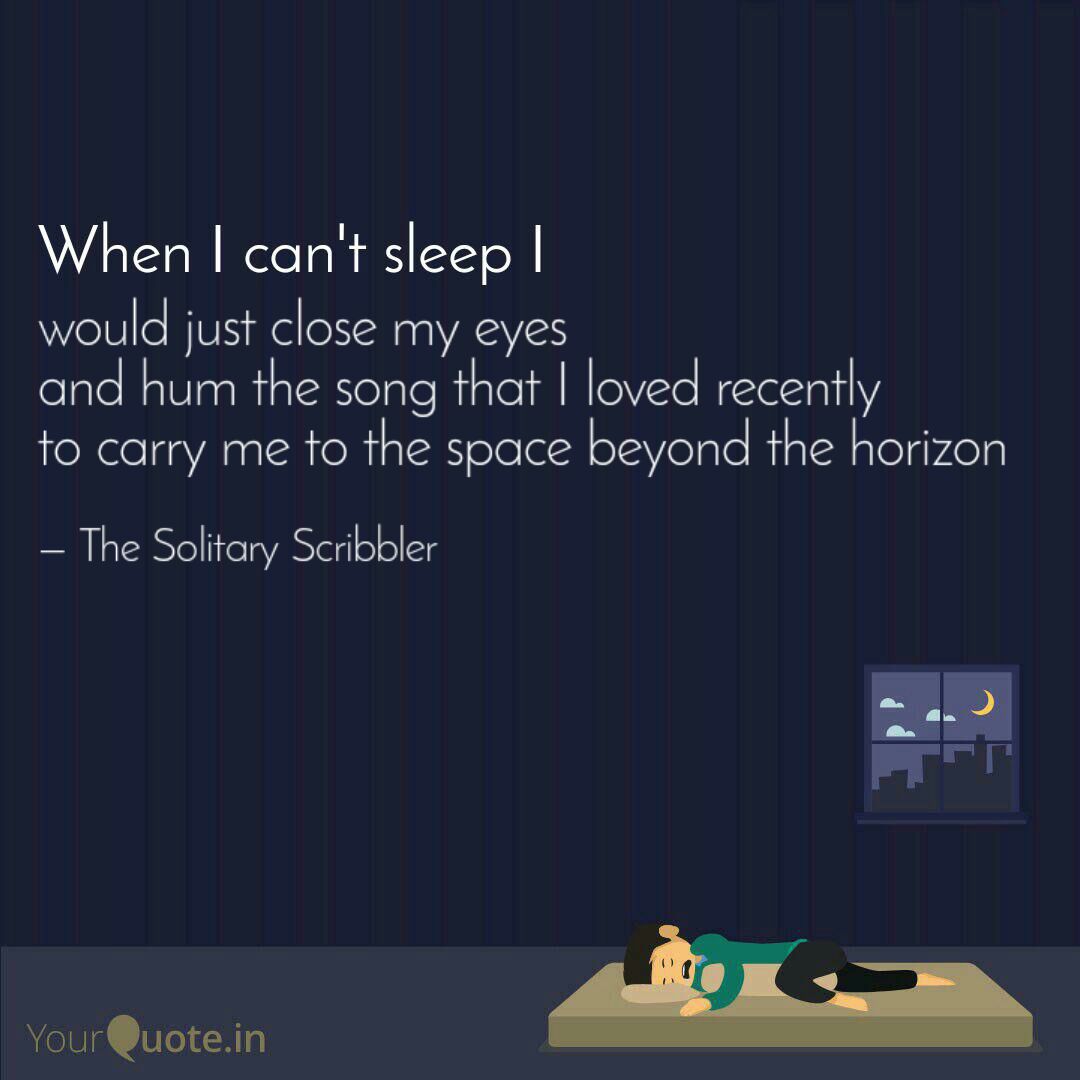 When I can't sleep I
would just close my eyes
and hum the song that I loved recently
to carry me to the space beyond the horizon
– The Solitary Scribbler
YourQuote.in